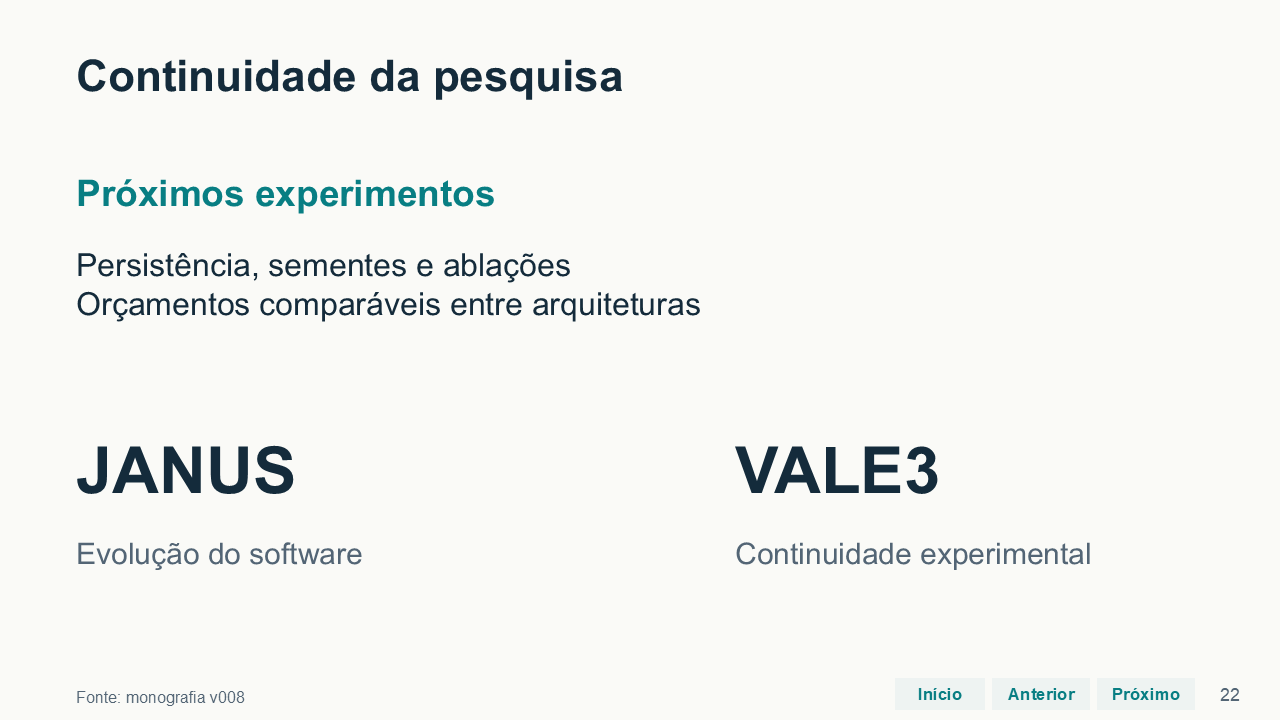 Continuidade da pesquisa
Próximos experimentos
Persistência, sementes e ablações
Orçamentos comparáveis entre arquiteturas
JANUS
Evolução do software
VALE3
Continuidade experimental
Fonte: monografia v008
Início
Anterior
Próximo
22